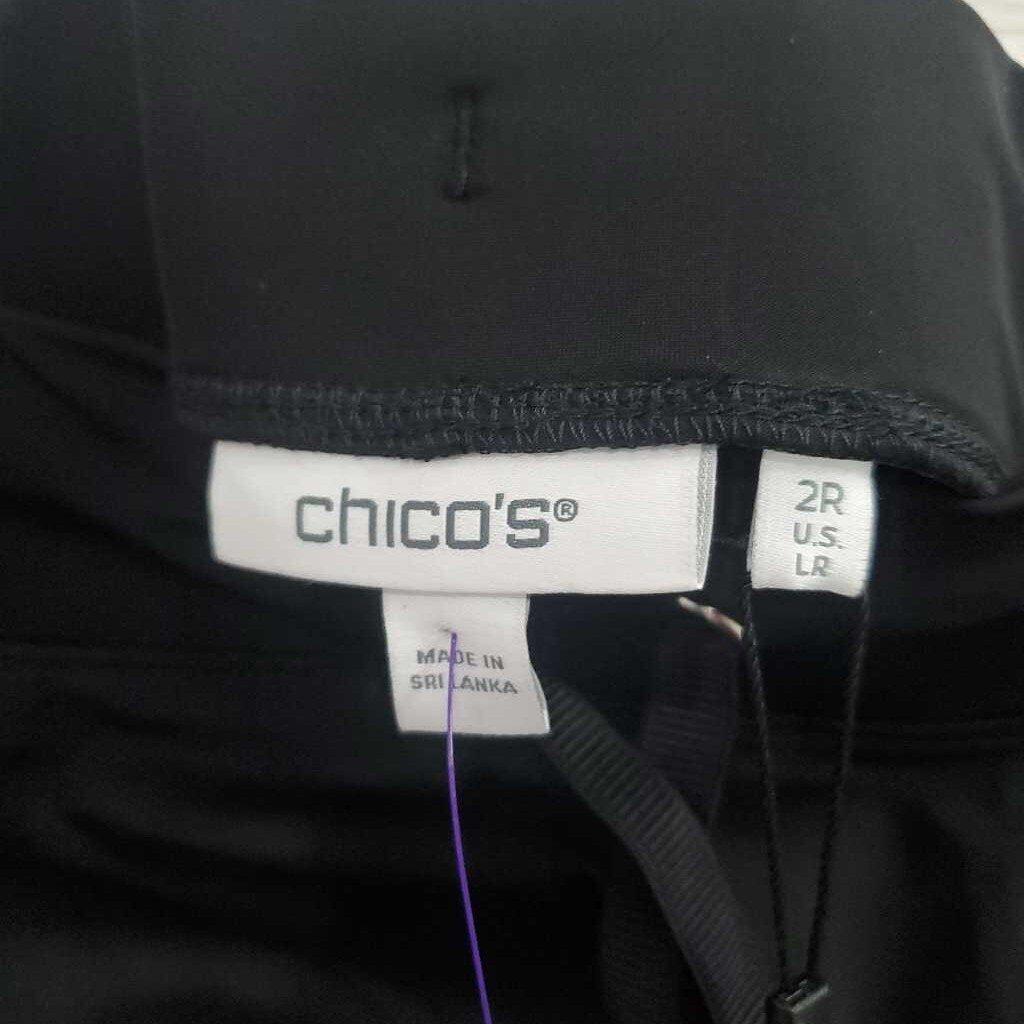 chico's®
2R
U.S.
LR
MADE IN
SRI LANKA